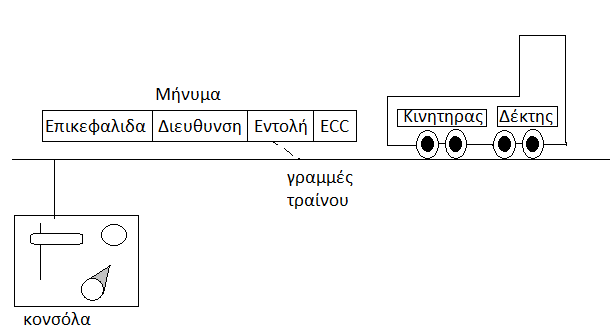 Μήνυμα
Επικεφαλιδα Διευθυνση Εντολή ECC
Κινητηρας Δέκτης
γραμμές
τραίνου
κονσόλα